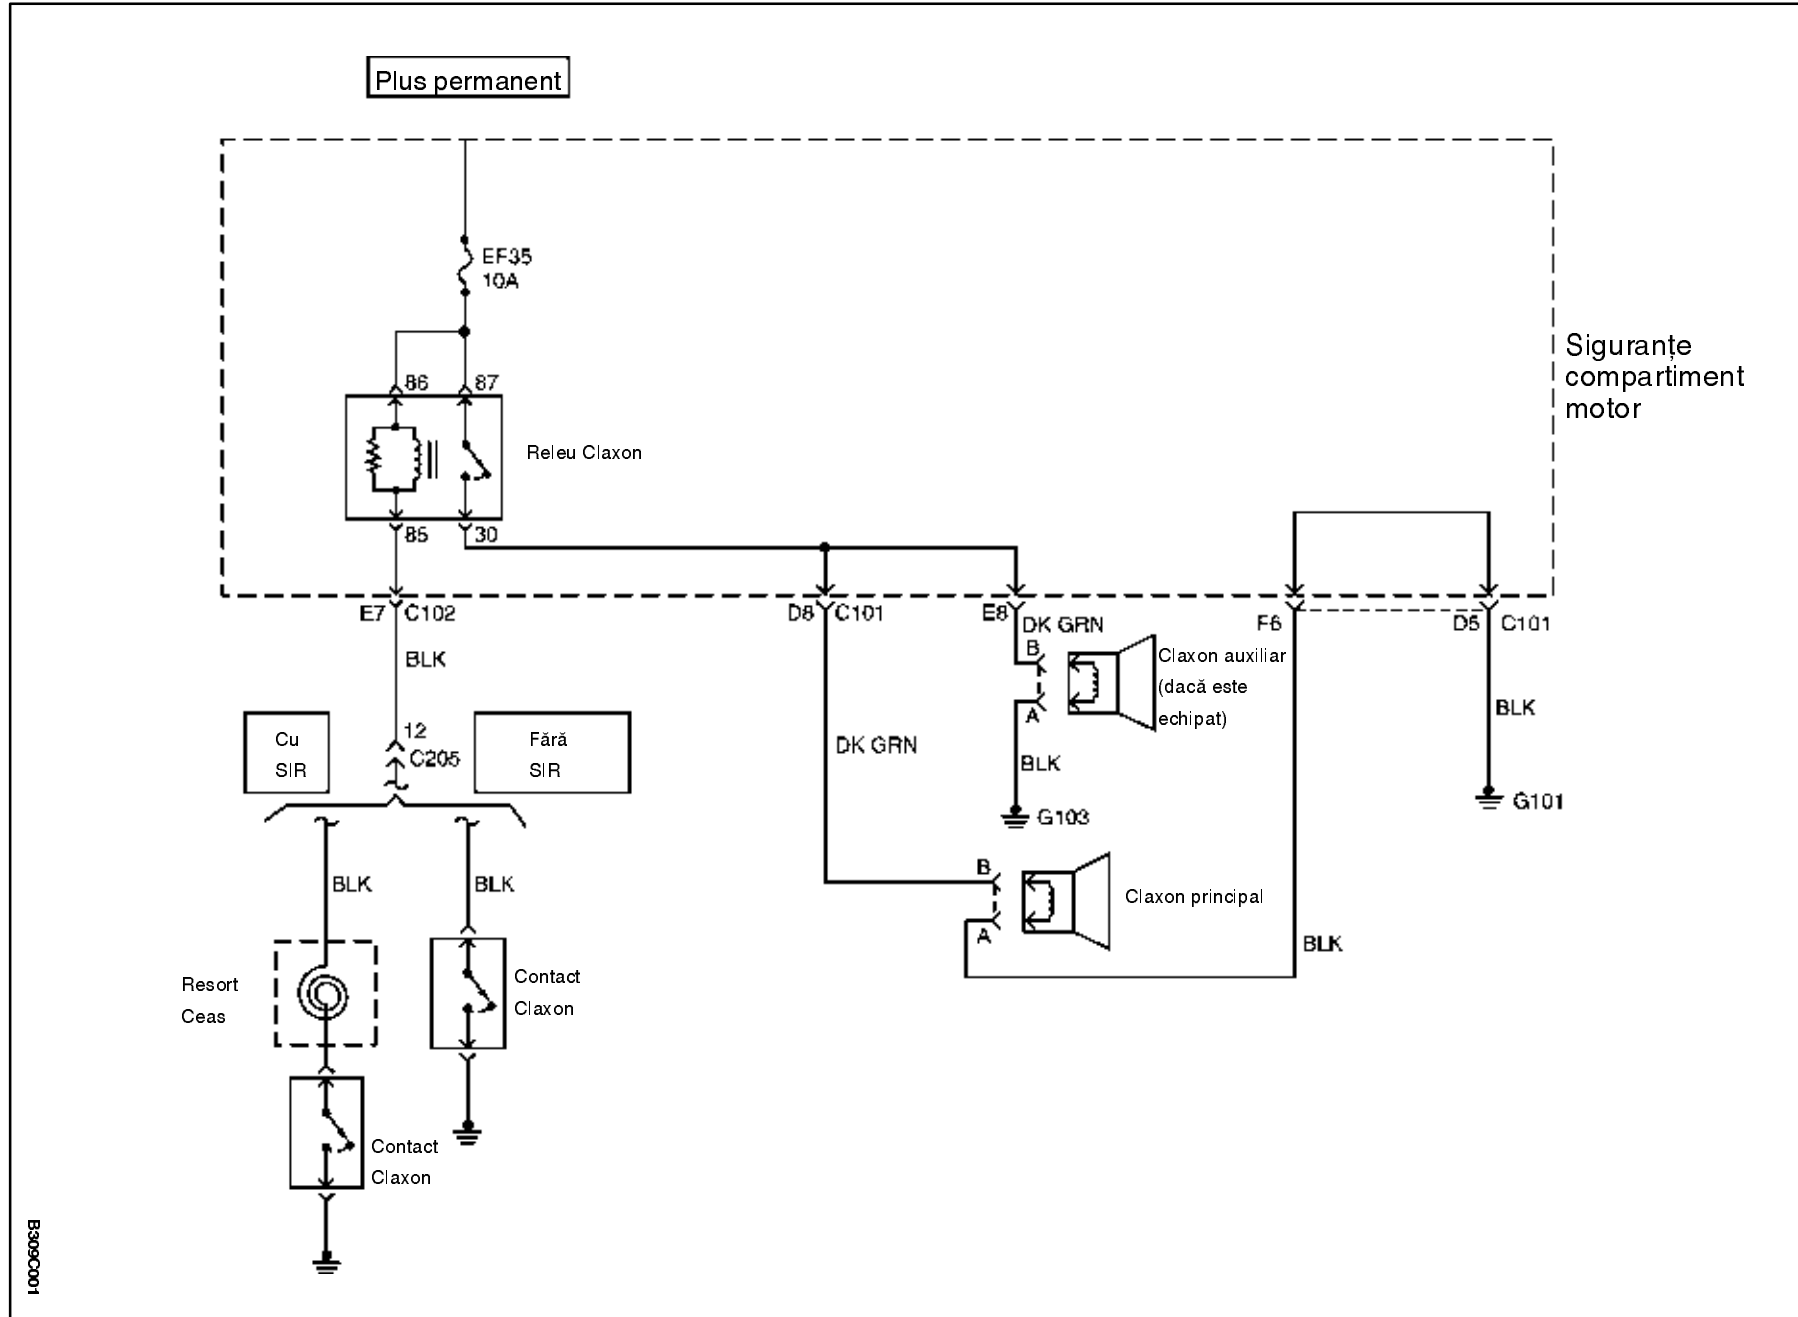 Plus permanent
EF35
10A
Siguranțe
compartiment
motor
86
87
Releu Claxon
85
30
E7
C102
D8
C101
E8
F6
D5
C101
DK GRN
BLK
B
Claxon auxiliar
(dacă este
echipat)
A
BLK
12
C205
Cu
SIR
Fără
SIR
DK GRN
BLK
G103
G101
B
A
Claxon principal
BLK
BLK
BLK
Resort
Ceas
Contact
Claxon
Contact
Claxon
B309C001